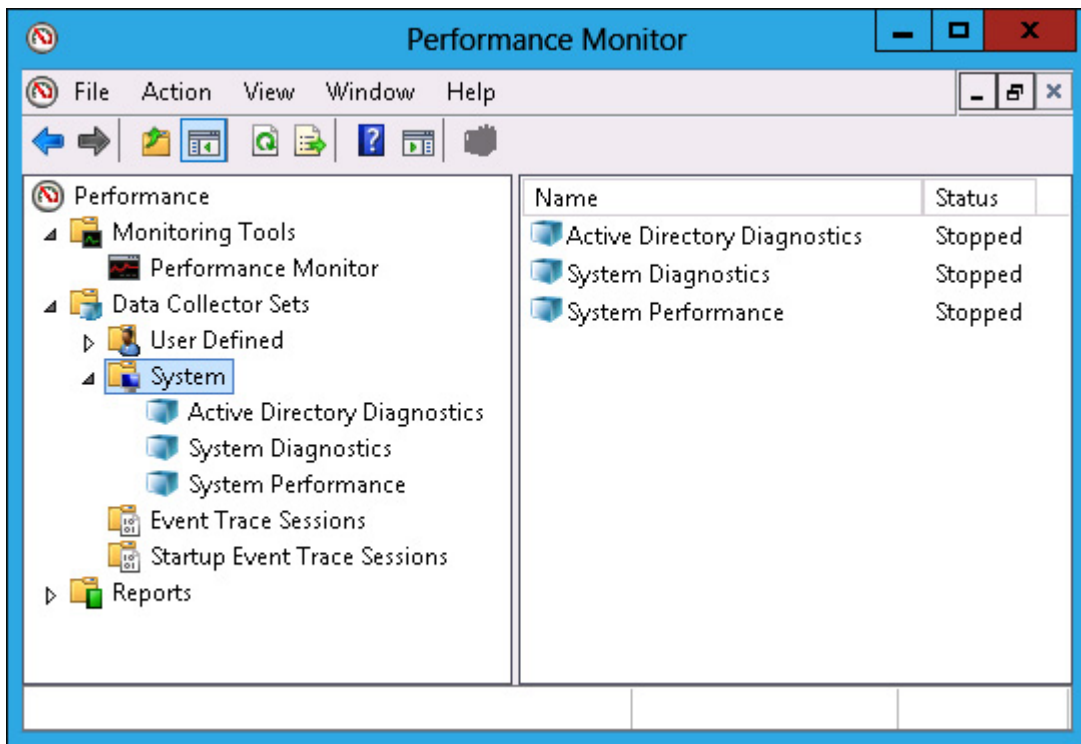 Performance Monitor
File Action View Window Help
Performance
Monitoring Tools
Performance Monitor
Data Collector Sets
User Defined
System
Active Directory Diagnostics
System Diagnostics
System Performance
Event Trace Sessions
Startup Event Trace Sessions
Reports
Name Status
Active Directory Diagnostics Stopped
System Diagnostics Stopped
System Performance Stopped